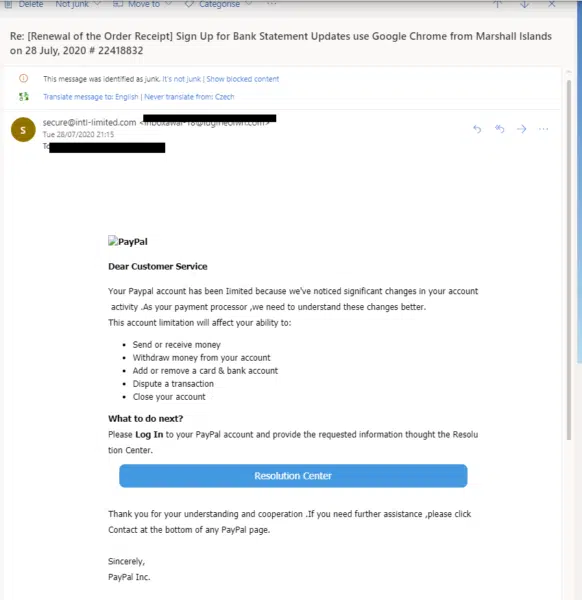 Delete Not junk Move to Categorise
Re: [Renewal of the Order Receipt] Sign Up for Bank Statement Updates use Google Chrome from Marshall Islands
on 28 July, 2020 # 22418832
This message was identified as junk. It's not junk | Show blocked content
Translate message to: English | Never translate from: Czech
S
secure@intl-limited.com
Tue 28/07/2020 21:15
PayPal
Dear Customer Service
Your Paypal account has been Iimited because we've noticed significant changes in your account
activity .As your payment processor ,we need to understand these changes better.
This account limitation will affect your ability to:
• Send or receive money
• Withdraw money from your account
• Add or remove a card & bank account
• Dispute a transaction
• Close your account
What to do next?
Please Log In to your PayPal account and provide the requested information thought the Resolu
tion Center.
Resolution Center
Thank you for your understanding and cooperation .If you need further assistance ,please click
Contact at the bottom of any PayPal page.
Sincerely,
PayPal Inc.